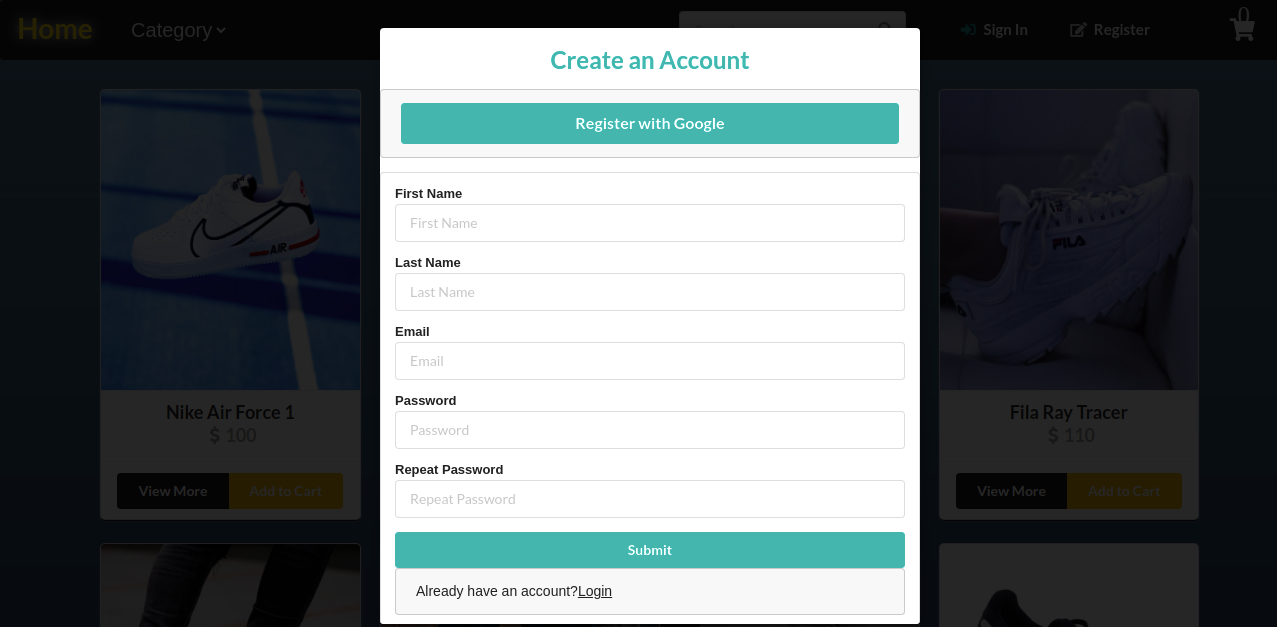 Home
Category
Sign In
Register
0
Create an Account
Register with Google
First Name
First Name
Last Name
Last Name
Email
Email
Password
Password
Repeat Password
Repeat Password
Submit
Already have an account?Login
AIR
Nike Air Force 1
$ 100
View More
Add to Cart
FILA
Fila Ray Tracer
$ 110
View More
Add to Cart